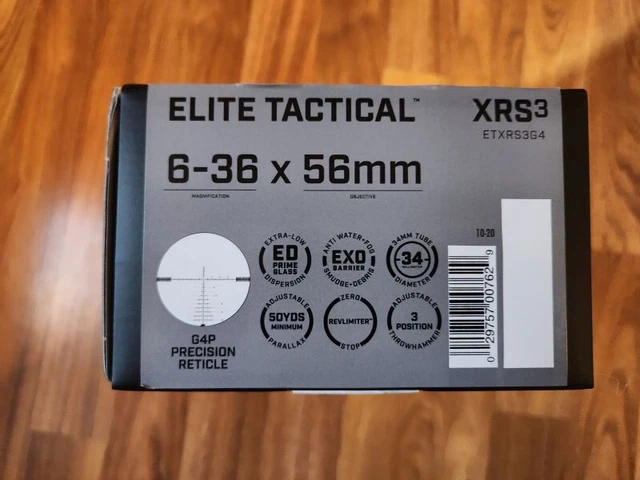 ELITE TACTICAL™
XRS3
ETXRS3G4
6-36 x 56mm
MAGNIFICATION
OBJECTIVE
10-20
EXTRA-LOW
ED
PRIME
GLASS
DISPERSION
ANTI WATER•FOG
EXO
BARRIER
SMUDGE•DEBRIS
34MM TUBE
-34-
MILLIMETER
DIAMETER
ADJUSTABLE
50YDS
MINIMUM
PARALLAX
ZERO
REVLIMITER™
STOP
ADJUSTABLE
3
POSITION
THROWHAMMER
G4P
PRECISION
RETICLE
0 29757 00762 9